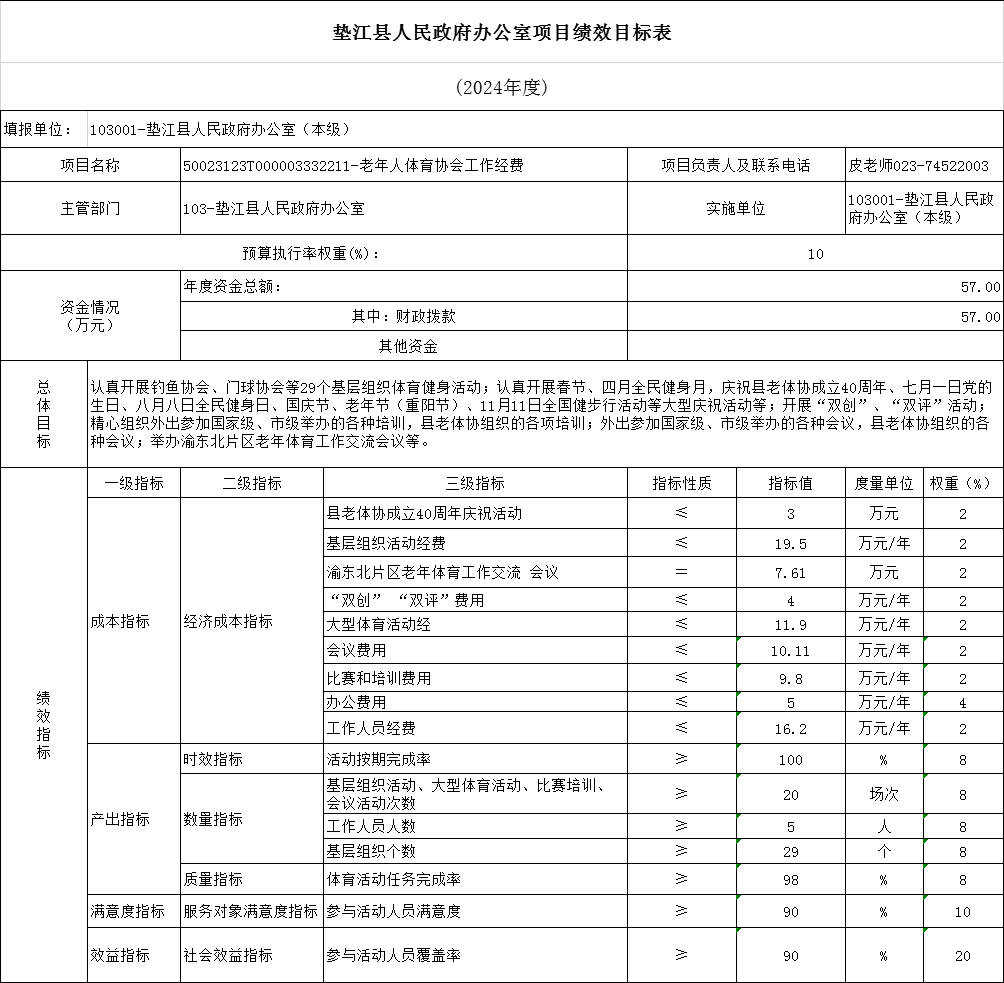 垫江县人民政府办公室项目绩效目标表
(2024年度)
填报单位： 103001-垫江县人民政府办公室（本级）
项目名称 50023123T000003332211-老年人体育协会工作经费 项目负责人及联系电话 皮老师023-74522003
主管部门 103-垫江县人民政府办公室 实施单位 103001-垫江县人民政
府办公室（本级）
预算执行率权重(%)： 10
资金情况
（万元）
年度资金总额： 57.00
其中：财政拨款 57.00
其他资金
总
体
目
标
认真开展钓鱼协会、门球协会等29个基层组织体育健身活动；认真开展春节、四月全民健身月，庆祝县老体协成立40周年、七月一日党的
生日、八月八日全民健身日、国庆节、老年节（重阳节）、11月11日全国健步行活动等大型庆祝活动等；开展“双创”、“双评”活动；
精心组织外出参加国家级、市级举办的各种培训，县老体协组织的各项培训；外出参加国家级、市级举办的各种会议，县老体协组织的各
种会议；举办渝东北片区老年体育工作交流会议等。
绩
效
指
标
一级指标 二级指标 三级指标 指标性质 指标值 度量单位 权重（%）
成本指标 经济成本指标
县老体协成立40周年庆祝活动 ≤ 3 万元 2
基层组织活动经费 ≤ 19.5 万元/年 2
渝东北片区老年体育工作交流 会议 ＝ 7.61 万元 2
“双创” “双评”费用 ≤ 4 万元/年 2
大型体育活动经 ≤ 11.9 万元/年 2
会议费用 ≤ 10.11 万元/年 2
比赛和培训费用 ≤ 9.8 万元/年 2
办公费用 ≤ 5 万元/年 4
工作人员经费 ≤ 16.2 万元/年 2
产出指标
时效指标 活动按期完成率 ≥ 100 % 8
数量指标
基层组织活动、大型体育活动、比赛培训、
会议活动次数 ≥ 20 场次 8
工作人员人数 ≥ 5 人 8
基层组织个数 ≥ 29 个 8
质量指标 体育活动任务完成率 ≥ 98 % 8
满意度指标 服务对象满意度指标 参与活动人员满意度 ≥ 90 % 10
效益指标 社会效益指标 参与活动人员覆盖率 ≥ 90 % 20